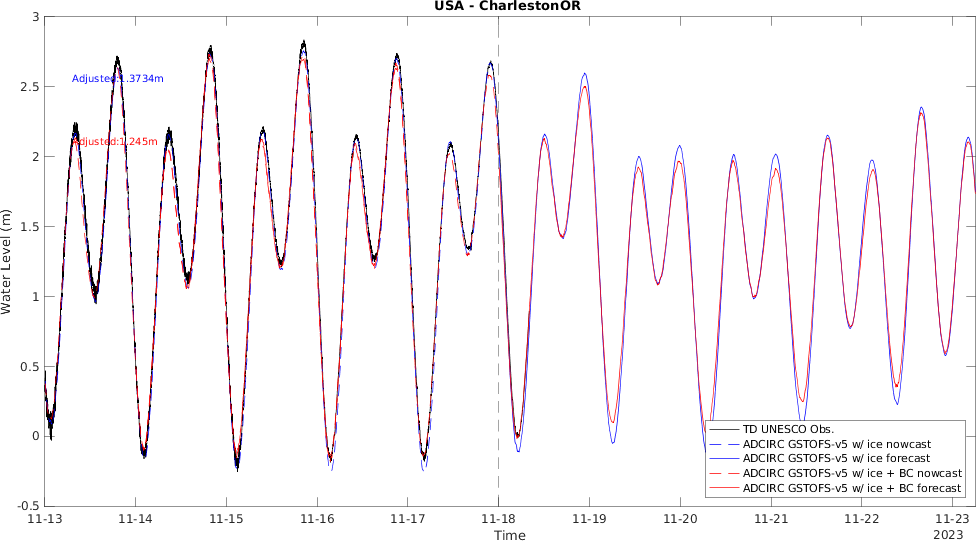 USA - CharlestonOR
3
2.5
2
1.5
1
0.5
0
-0.5
Water Level (m)
Adjusted:1.3734m
Adjusted:1.245m
TD UNESCO Obs.
ADCIRC GSTOFS-v5 w/ ice nowcast
ADCIRC GSTOFS-v5 w/ ice forecast
ADCIRC GSTOFS-v5 w/ ice + BC nowcast
ADCIRC GSTOFS-v5 w/ ice + BC forecast
11-13 11-14 11-15 11-16 11-17 11-18 11-19 11-20 11-21 11-22 11-23
Time
2023